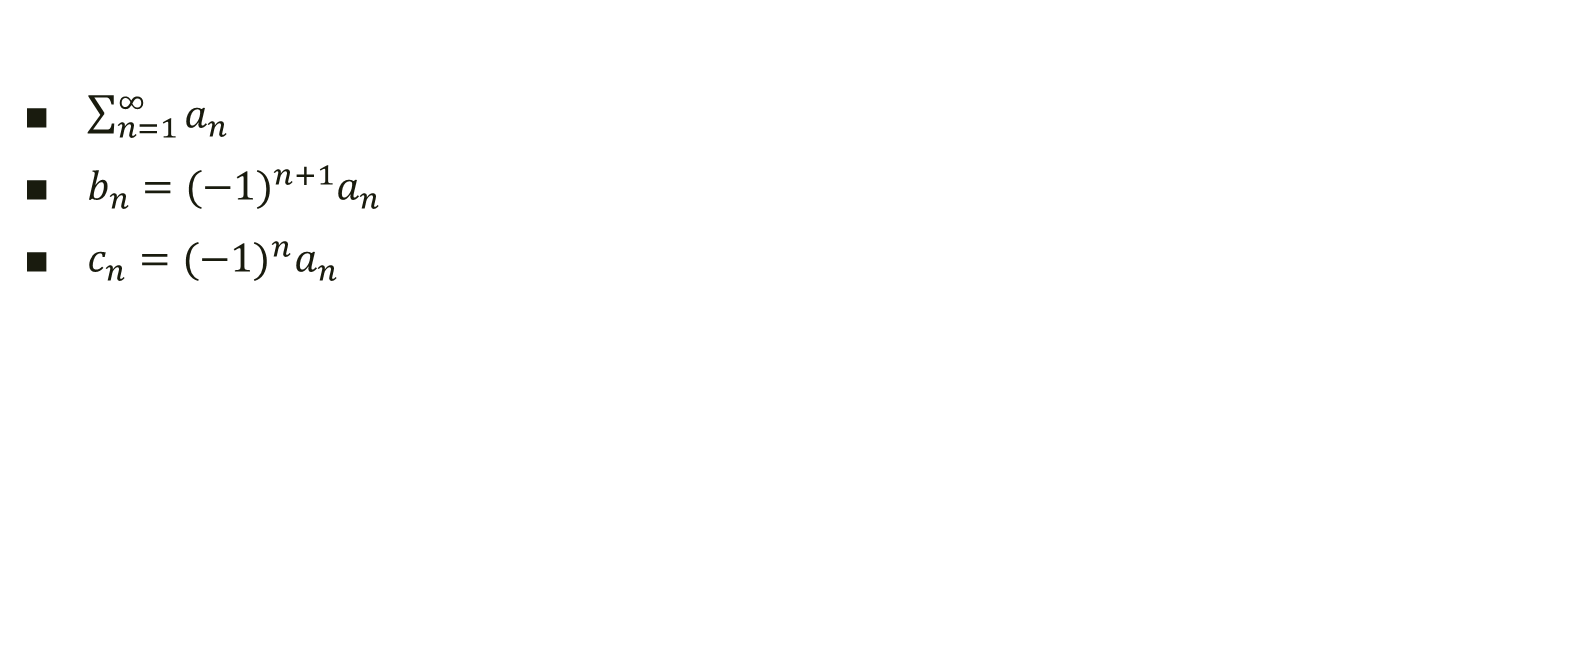 ▪ ∑_{n=1}^{∞} a_n
▪ b_n = (−1)^{n+1} a_n
▪ c_n = (−1)^n a_n